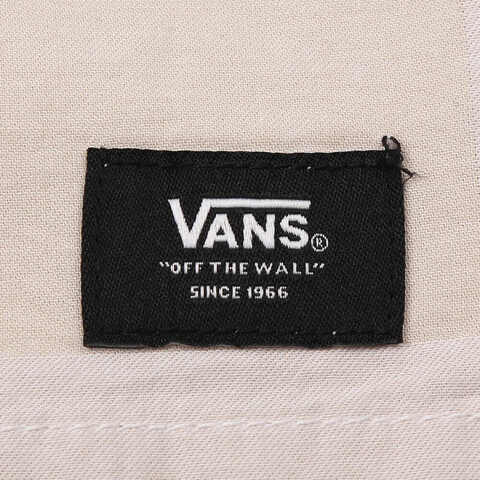 VANS®
"OFF THE WALL"
SINCE 1966